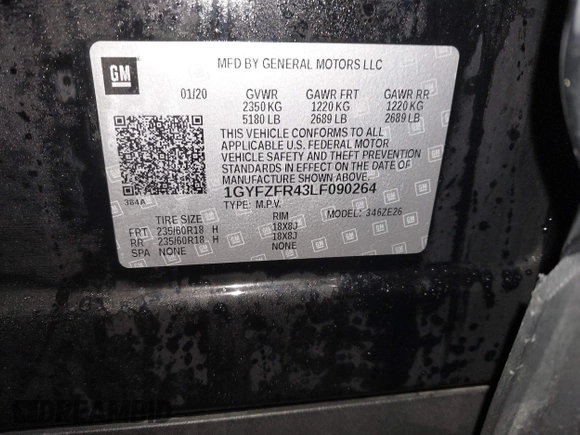 GM
MFD BY GENERAL MOTORS LLC
01/20 GVWR GAWR FRT GAWR RR
2350 KG 1220 KG 1220 KG
5180 LB 2689 LB 2689 LB
THIS VEHICLE CONFORMS TO ALL
APPLICABLE U.S. FEDERAL MOTOR
VEHICLE SAFETY AND THEFT PREVENTION
STANDARDS IN EFFECT ON THE DATE OF
MANUFACTURE SHOWN ABOVE.
1GYFZFR43LF090264
384A TYPE: M.P.V. MODEL: 346ZE26
TIRE SIZE RIM
FRT 235/60R18 H 18X8J
RR 235/60R18 H 18X8J
SPA NONE NONE
DREAMBID